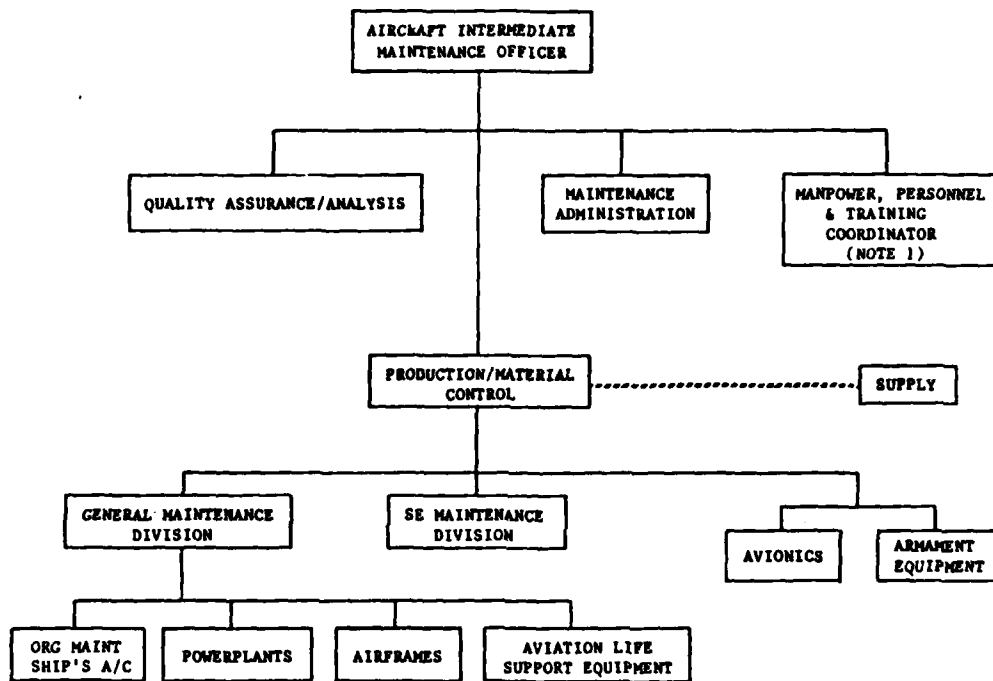 AIRCRAFT INTERMEDIATE
MAINTENANCE OFFICER
QUALITY ASSURANCE/ANALYSIS
MAINTENANCE
ADMINISTRATION
MANPOWER, PERSONNEL
& TRAINING
COORDINATOR
(NOTE 1)
PRODUCTION/MATERIAL
CONTROL
SUPPLY
GENERAL MAINTENANCE
DIVISION
SE MAINTENANCE
DIVISION
AVIONICS
ARMAMENT
EQUIPMENT
ORG MAINT
SHIP'S A/C
POWERPLANTS
AIRFRAMES
AVIATION LIFE
SUPPORT EQUIPMENT